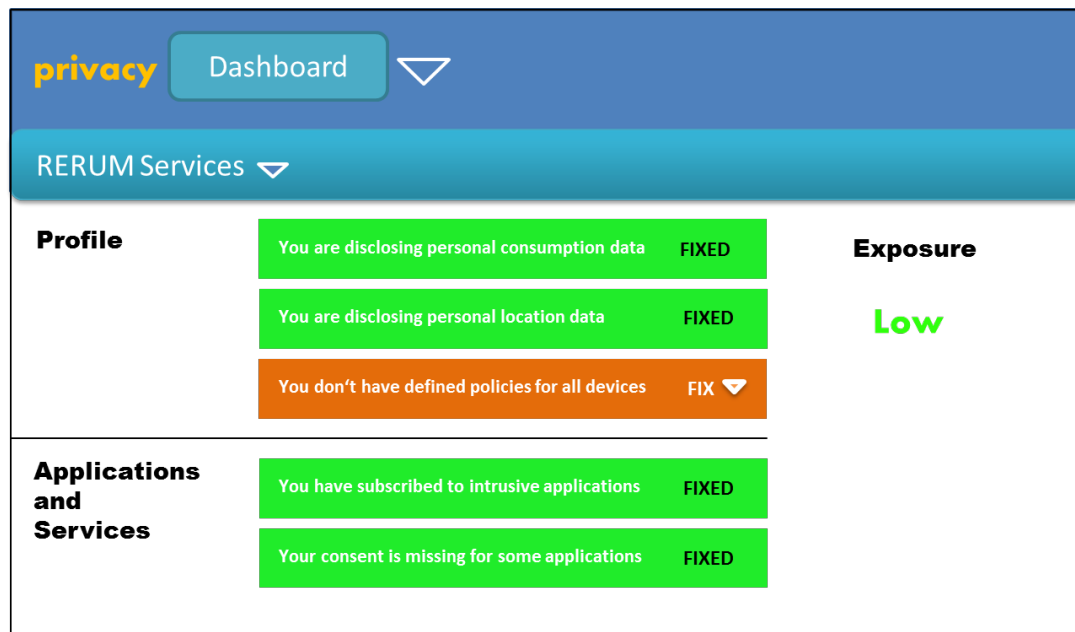 privacy Dashboard
RERUM Services
Profile
You are disclosing personal consumption data FIXED
Exposure
You are disclosing personal location data FIXED
Low
You don‘t have defined policies for all devices FIX
Applications
and
Services
You have subscribed to intrusive applications FIXED
Your consent is missing for some applications FIXED